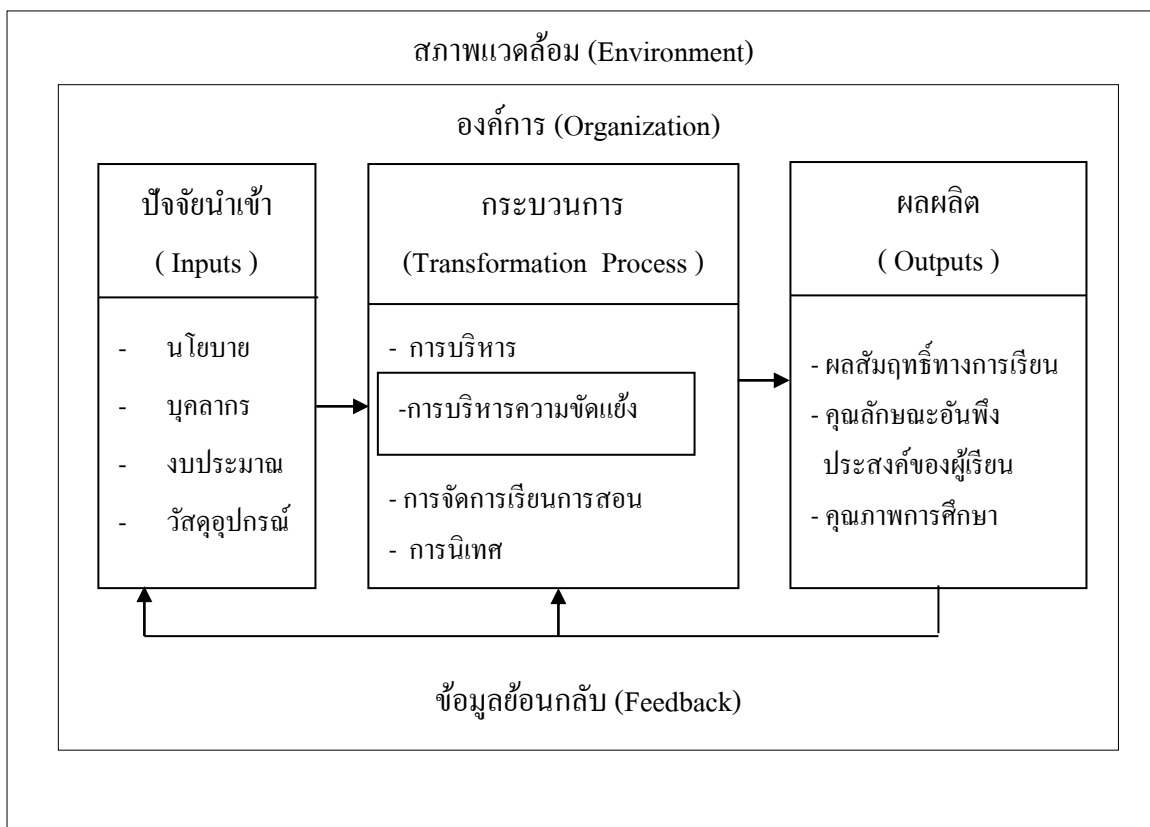 สภาพแวดล้อม (Environment)
องค์การ (Organization)
ปัจจัยนำเข้า
( Inputs )
- นโยบาย
- บุคลากร
- งบประมาณ
- วัสดุอุปกรณ์
กระบวนการ
(Transformation Process )
- การบริหาร
-การบริหารความขัดแย้ง
- การจัดการเรียนการสอน
- การนิเทศ
ผลผลิต
( Outputs )
- ผลสัมฤทธิ์ทางการเรียน
- คุณลักษณะอันพึง
ประสงค์ของผู้เรียน
- คุณภาพการศึกษา
ข้อมูลย้อนกลับ (Feedback)